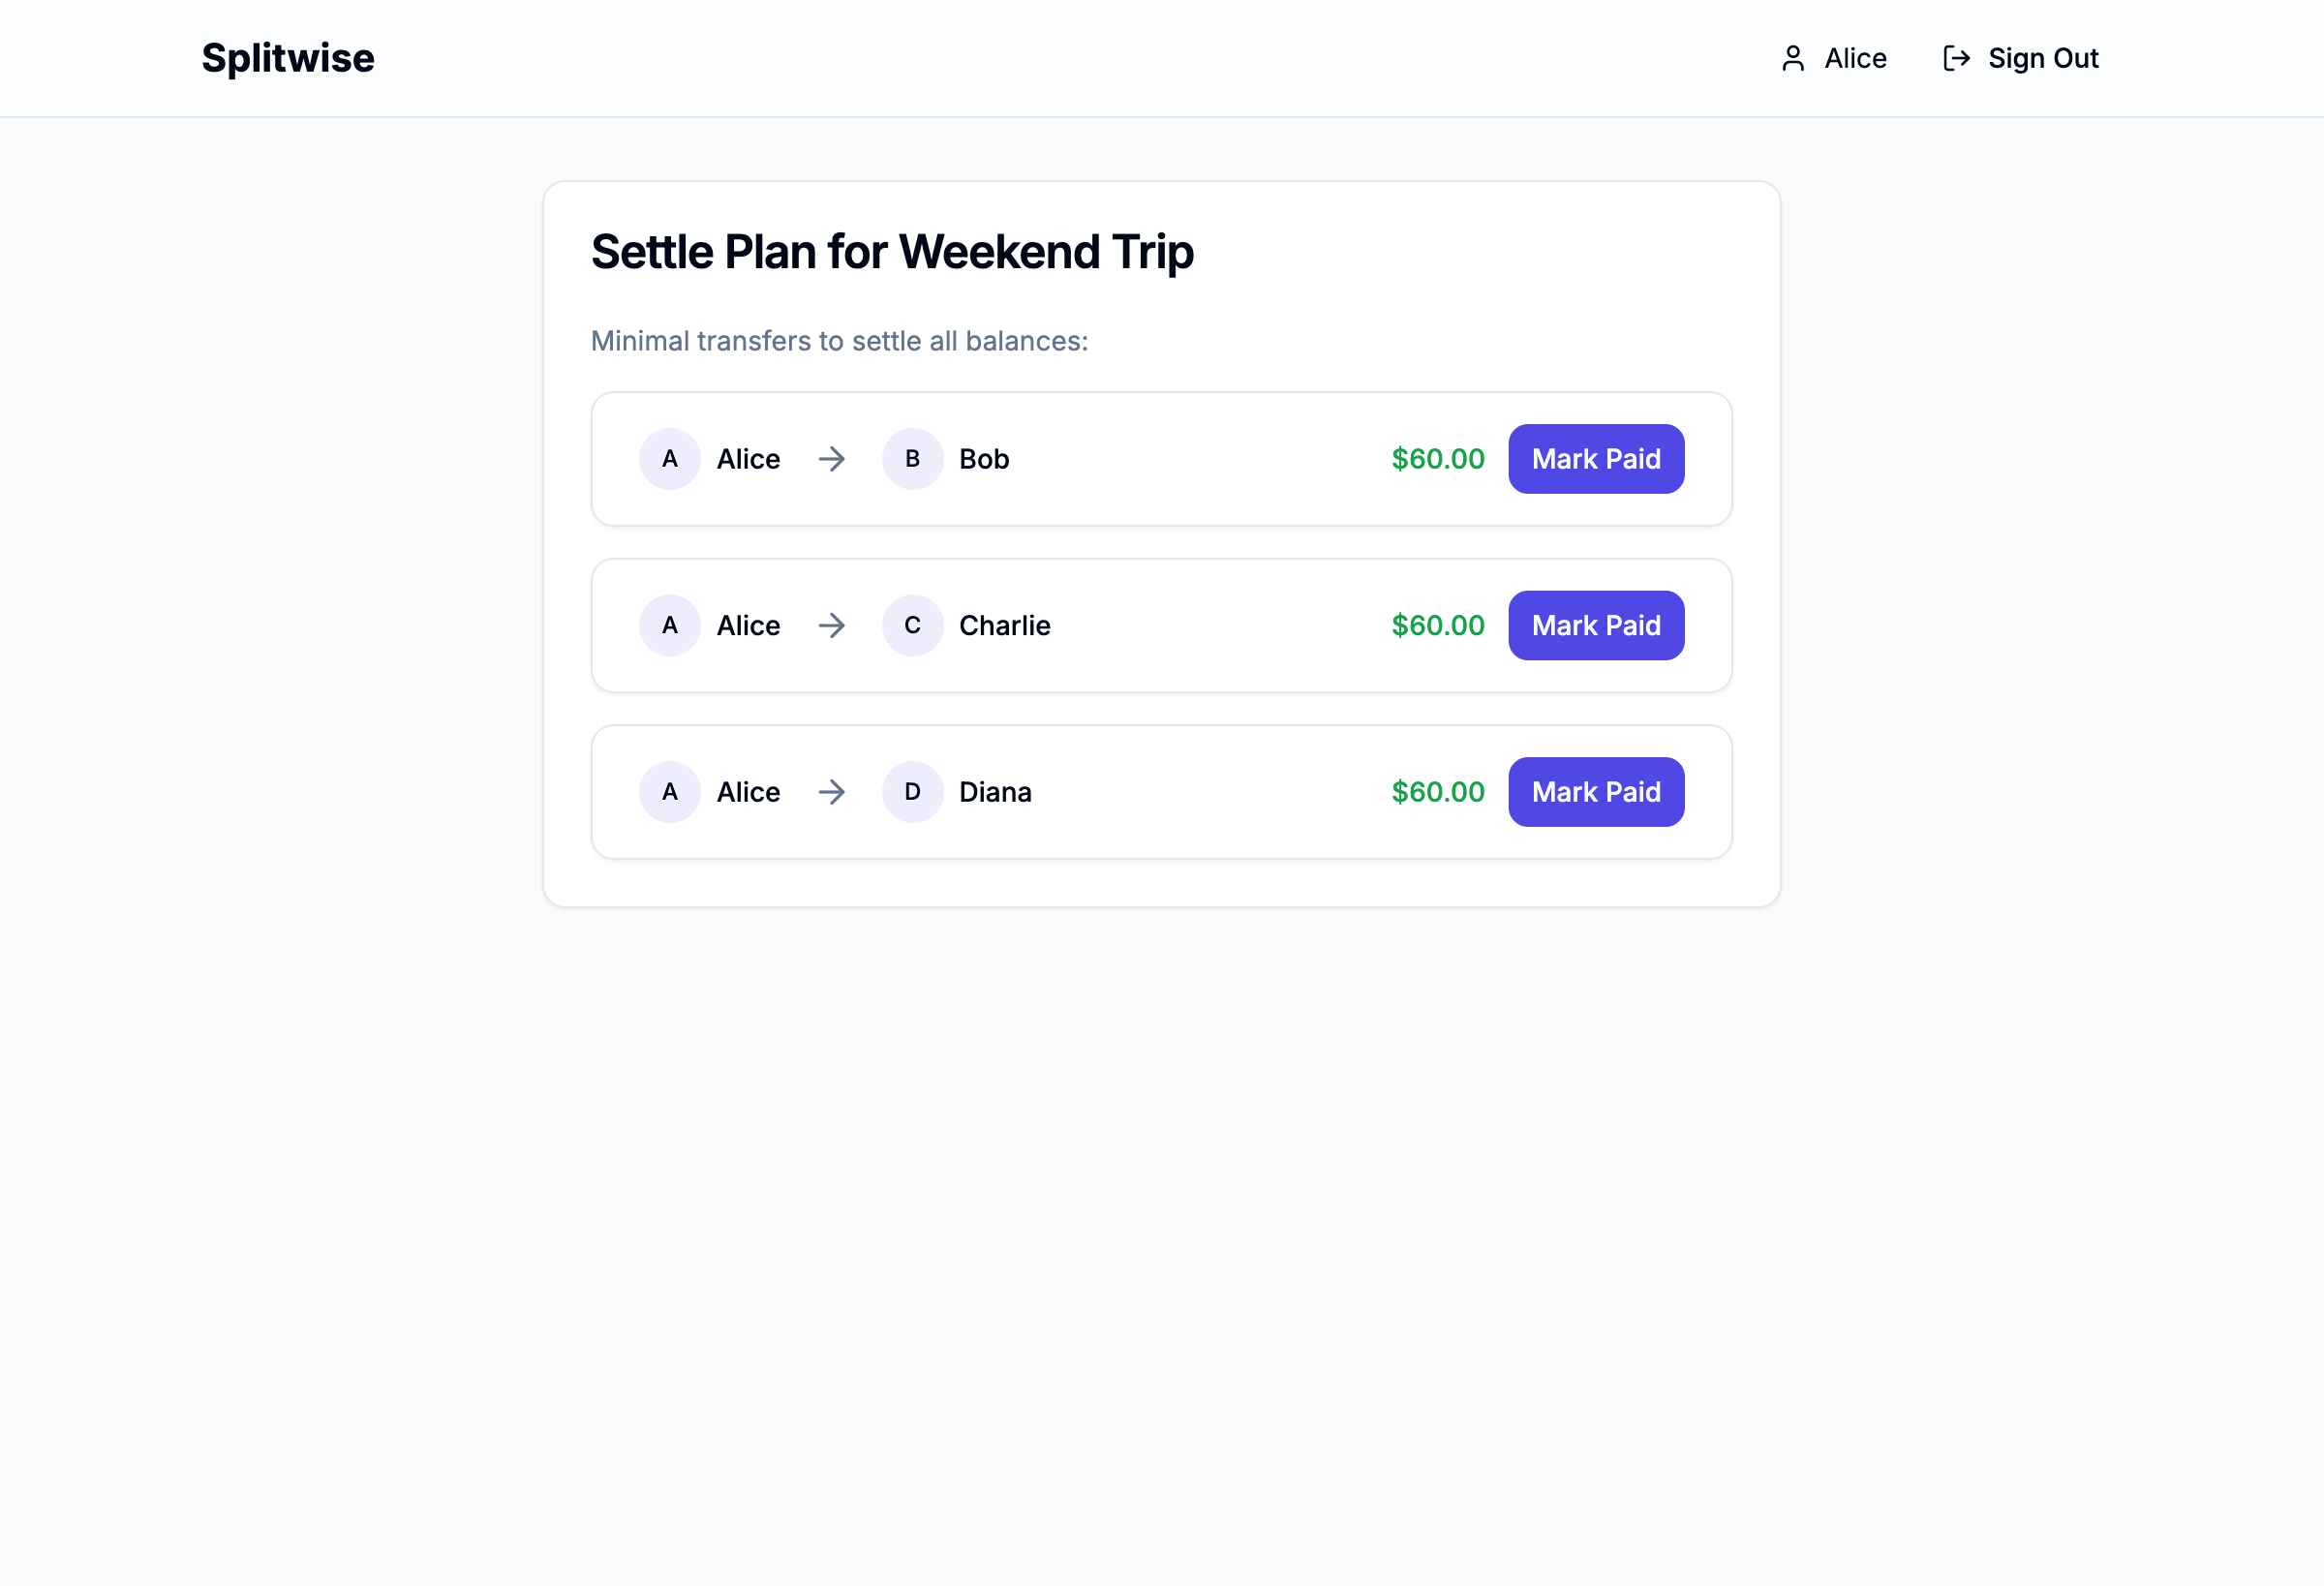 Splitwise
Alice
Sign Out
Settle Plan for Weekend Trip
Minimal transfers to settle all balances:
A Alice → B Bob $60.00 Mark Paid
A Alice → C Charlie $60.00 Mark Paid
A Alice → D Diana $60.00 Mark Paid